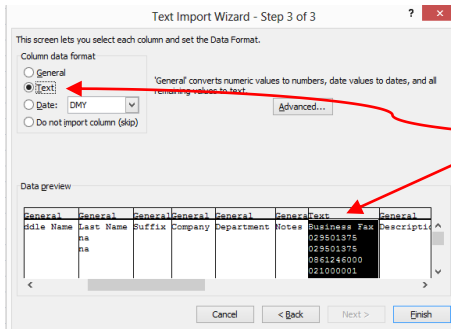 Text Import Wizard - Step 3 of 3 ?
This screen lets you select each column and set the Data Format.
Column data format
General
Text
Date: DMY
Do not import column (skip)
'General' converts numeric values to numbers, date values to dates, and all
remaining values to text.
Advanced...
Data preview
General General General General General General Text General
ddle Name Last Name Suffix Company Department Notes Business Fax Descriptic
na 029501375
na 029501375
0861246000
021000001
Cancel < Back Next > Finish